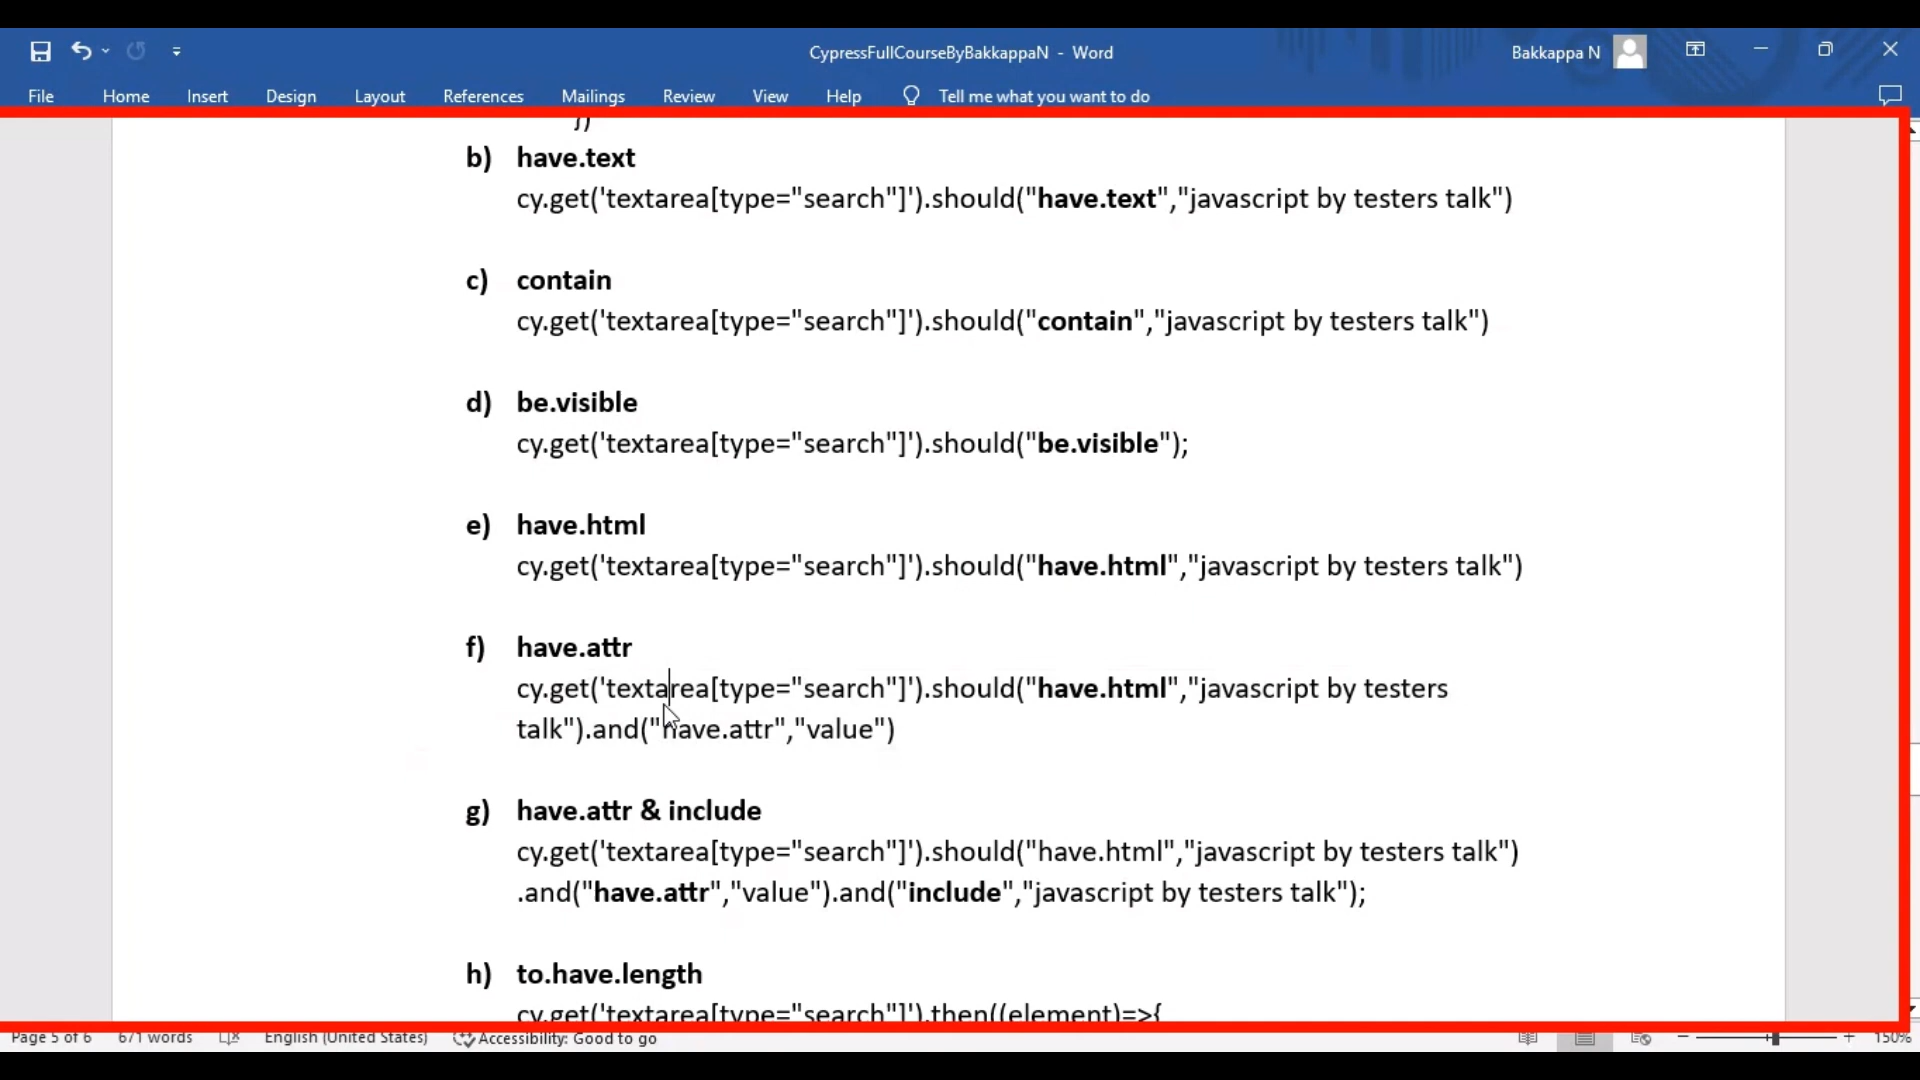 CypressFullCourseByBakkappaN - Word
Bakkappa N
File Home Insert Design Layout References Mailings Review View Help Tell me what you want to do
})
b) have.text
cy.get('textarea[type="search"]').should("have.text","javascript by testers talk")
c) contain
cy.get('textarea[type="search"]').should("contain","javascript by testers talk")
d) be.visible
cy.get('textarea[type="search"]').should("be.visible");
e) have.html
cy.get('textarea[type="search"]').should("have.html","javascript by testers talk")
f) have.attr
cy.get('textarea[type="search"]').should("have.html","javascript by testers
talk").and("have.attr","value")
g) have.attr & include
cy.get('textarea[type="search"]').should("have.html","javascript by testers talk")
.and("have.attr","value").and("include","javascript by testers talk");
h) to.have.length
cy.get('textarea[type="search"]').then((element)=>{
Page 5 of 6 671 words English (United States) Accessibility: Good to go 150%